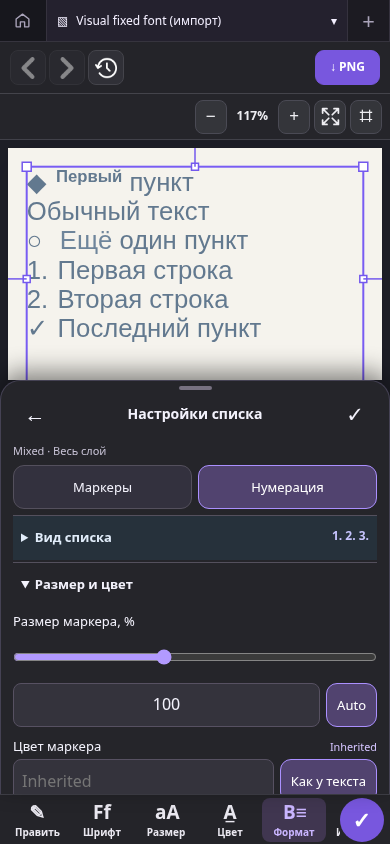 Visual fixed font (импорт)
↓ PNG
117%
◆ Первый пункт
Обычный текст
○ Ещё один пункт
1. Первая строка
2. Вторая строка
✓ Последний пункт
Настройки списка
Mixed · Весь слой
Маркеры
Нумерация
Вид списка
1. 2. 3.
Размер и цвет
Размер маркера, %
100
Auto
Цвет маркера
Inherited
Inherited
Как у текста
Ff
aA
A
B≡
Править
Шрифт
Размер
Цвет
Формат